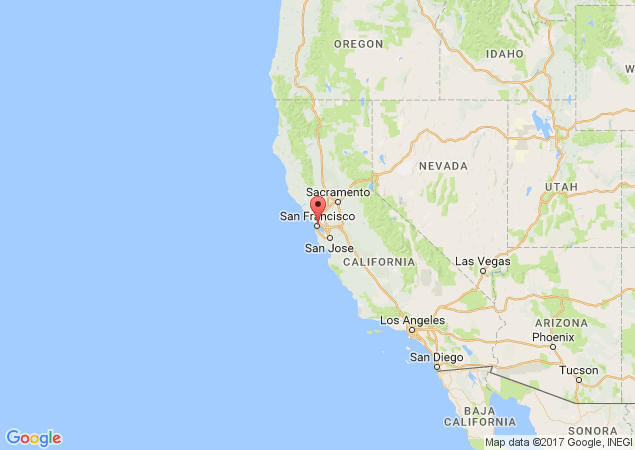 OREGON
IDAHO
W
NEVADA
UTAH
Sacramento
San Francisco
San Jose
CALIFORNIA
Las Vegas
Los Angeles
ARIZONA
Phoenix
San Diego
Tucson
BAJA
CALIFORNIA
SONORA
Google
Map data ©2017 Google, INEGI